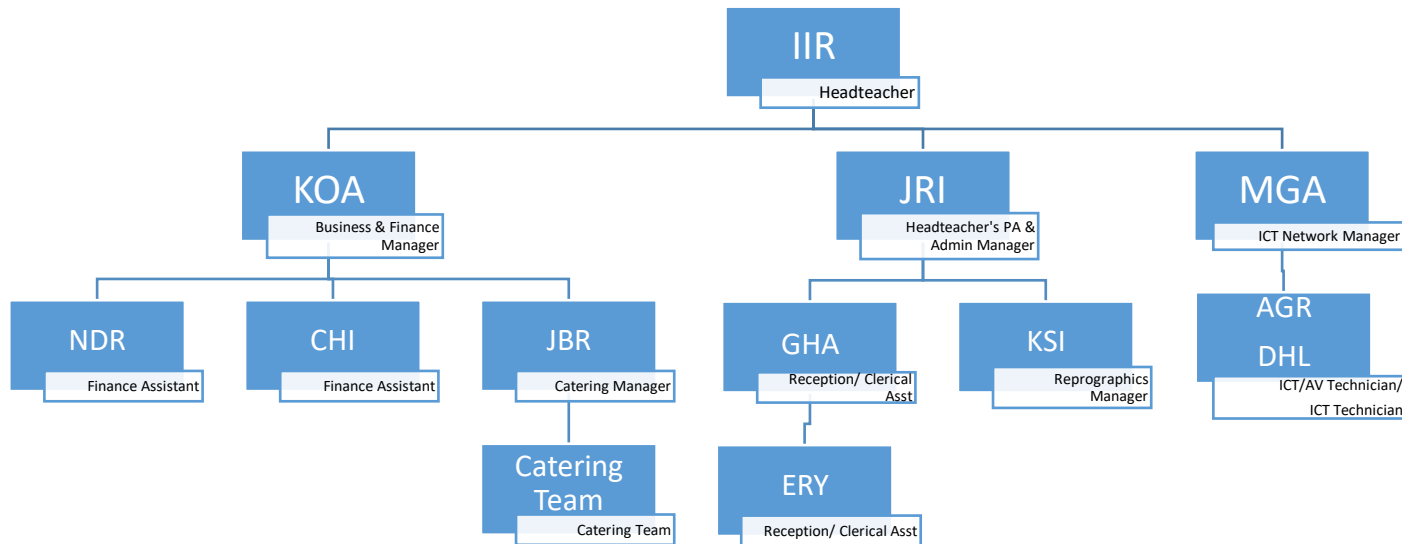 IIR
Headteacher
KOA
Business & Finance
Manager
JRI
Headteacher's PA &
Admin Manager
MGA
ICT Network Manager
NDR
Finance Assistant
CHI
Finance Assistant
JBR
Catering Manager
GHA
Reception/ Clerical
Asst
KSI
Reprographics
Manager
AGR
DHL
ICT/AV Technician/
ICT Technician
Catering
Team
Catering Team
ERY
Reception/ Clerical Asst